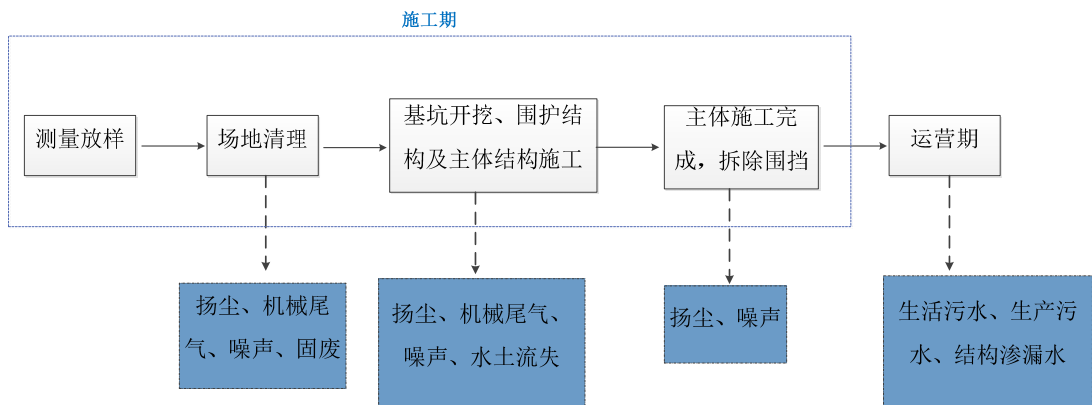 施工期
测量放样
场地清理
基坑开挖、围护结
构及主体结构施工
主体施工完
成，拆除围挡
运营期
扬尘、机械尾
气、噪声、固废
扬尘、机械尾气、
噪声、水土流失
扬尘、噪声
生活污水、生产污
水、结构渗漏水